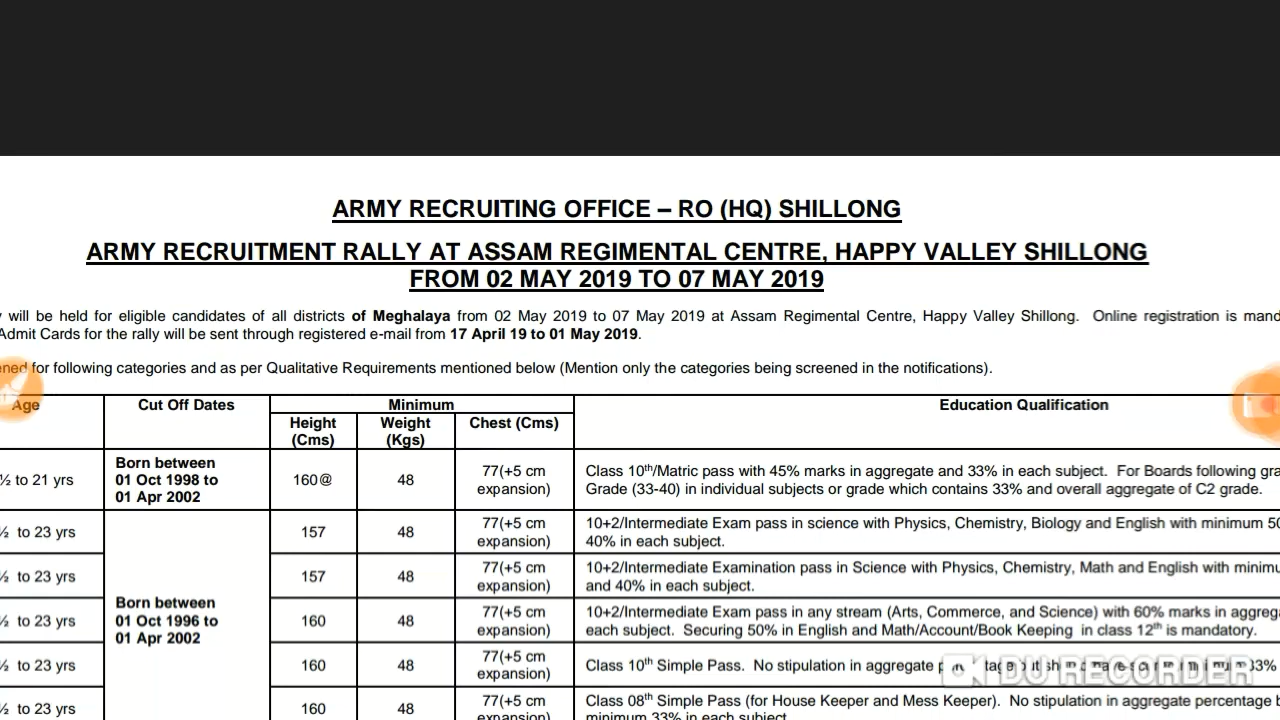 ARMY RECRUITING OFFICE – RO (HQ) SHILLONG
ARMY RECRUITMENT RALLY AT ASSAM REGIMENTAL CENTRE, HAPPY VALLEY SHILLONG
FROM 02 MAY 2019 TO 07 MAY 2019
will be held for eligible candidates of all districts of Meghalaya from 02 May 2019 to 07 May 2019 at Assam Regimental Centre, Happy Valley Shillong. Online registration is
Admit Cards for the rally will be sent through registered e-mail from 17 April 19 to 01 May 2019.
for following categories and as per Qualitative Requirements mentioned below (Mention only the categories being screened in the notifications).
Age
Cut Off Dates
Minimum
Education Qualification
Height
(Cms)
Weight
(Kgs)
Chest (Cms)
½ to 21 yrs
Born between
01 Oct 1998 to
01 Apr 2002
160@
48
77(+5 cm
expansion)
Class 10th/Matric pass with 45% marks in aggregate and 33% in each subject. For Boards following
Grade (33-40) in individual subjects or grade which contains 33% and overall aggregate of C2 grade.
½ to 23 yrs
Born between
01 Oct 1996 to
01 Apr 2002
157
48
77(+5 cm
expansion)
10+2/Intermediate Exam pass in science with Physics, Chemistry, Biology and English with minimum
40% in each subject.
½ to 23 yrs
157
48
77(+5 cm
expansion)
10+2/Intermediate Examination pass in Science with Physics, Chemistry, Math and English with
and 40% in each subject.
½ to 23 yrs
160
48
77(+5 cm
expansion)
10+2/Intermediate Exam pass in any stream (Arts, Commerce, and Science) with 60% marks in
each subject. Securing 50% in English and Math/Account/Book Keeping in class 12th is mandatory.
½ to 23 yrs
160
48
77(+5 cm
expansion)
Class 10th Simple Pass. No stipulation in aggregate
33%
½ to 23 yrs
160
48
77(+5 cm
expansion)
Class 08th Simple Pass (for House Keeper and Mess Keeper). No stipulation in aggregate percentage
minimum 33% in each subject.
DU RECORDER